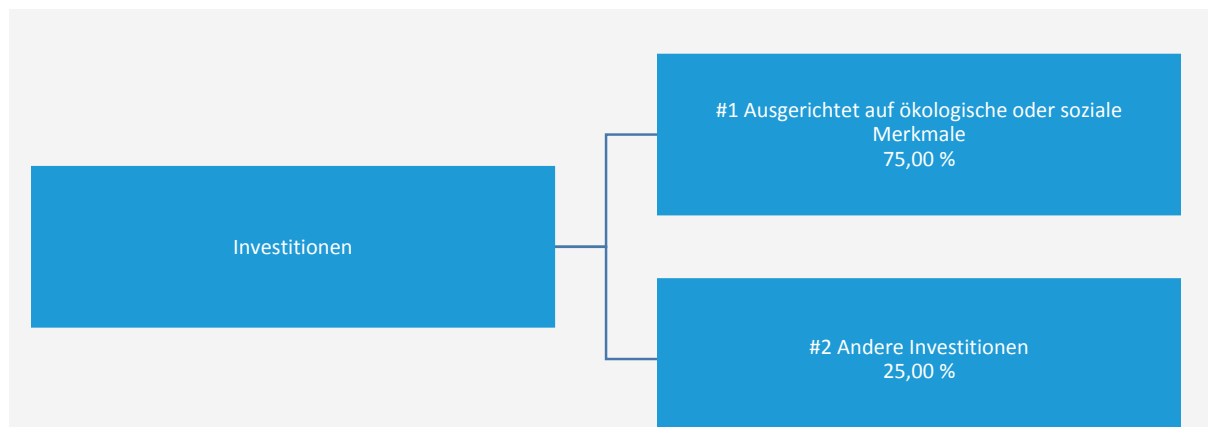 #1 Ausgerichtet auf ökologische oder soziale
Merkmale
75,00 %
Investitionen
#2 Andere Investitionen
25,00 %